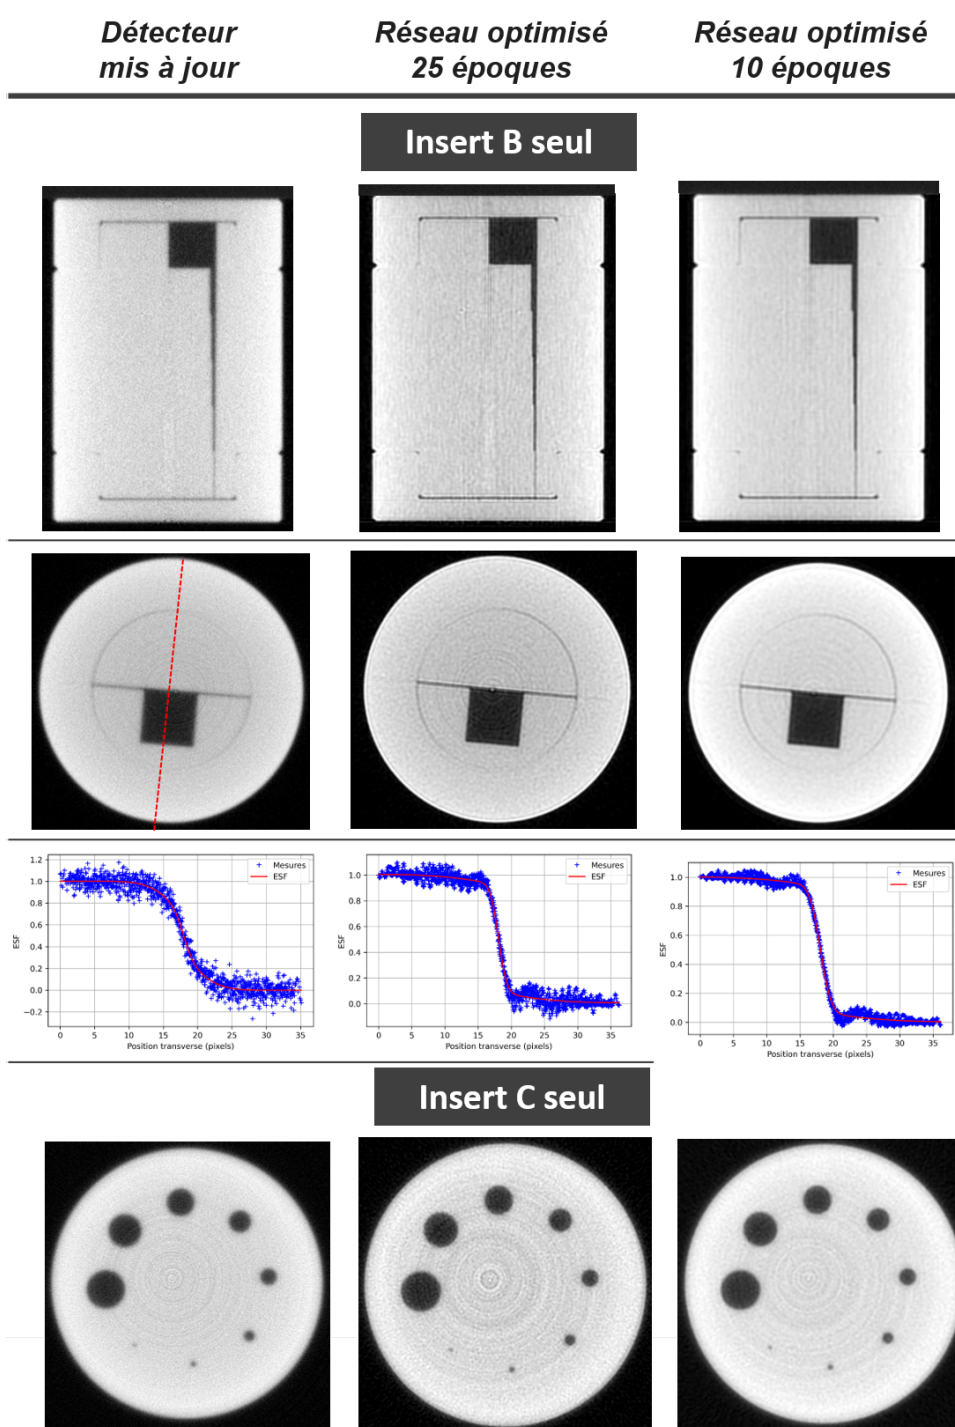 Détecteur
mis à jour
Réseau optimisé
25 époques
Réseau optimisé
10 époques
Insert B seul
1.2
1.0
0.8
0.6
0.4
0.2
0.0
−0.2
ESF
0 5 10 15 20 25 30 35
Position transverse (pixels)
Mesures
ESF
1.0
0.8
0.6
0.4
0.2
0.0
ESF
0 5 10 15 20 25 30 35
Position transverse (pixels)
Mesures
ESF
1.0
0.8
0.6
0.4
0.2
0.0
ESF
0 5 10 15 20 25 30 35
Position transverse (pixels)
Mesures
ESF
Insert C seul